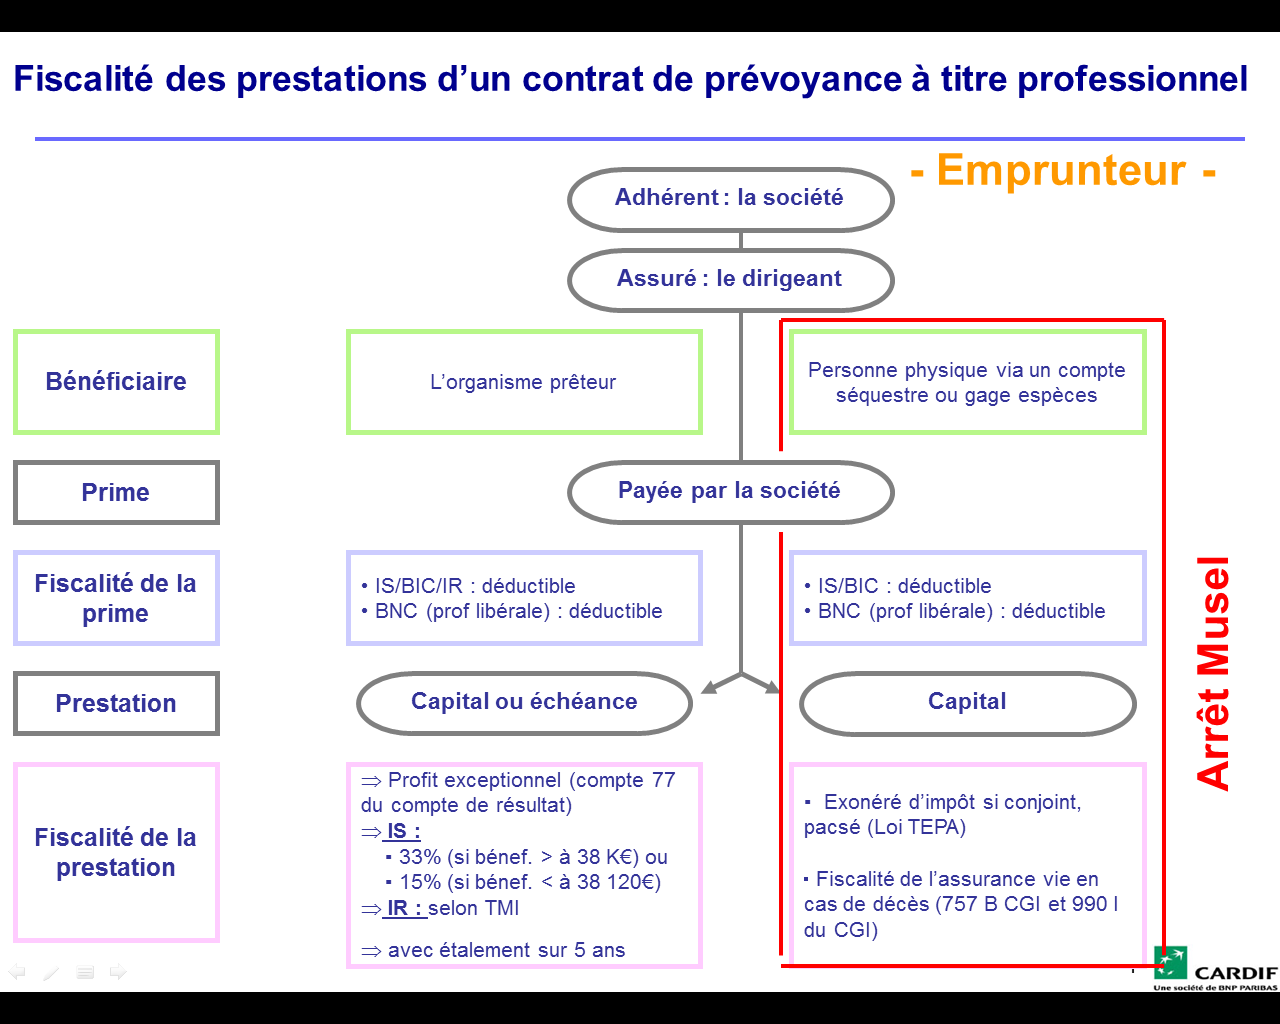 Fiscalité des prestations d’un contrat de prévoyance à titre professionnel
- Emprunteur -
Adhérent : la société
Assuré : le dirigeant
Bénéficiaire
L’organisme prêteur
Personne physique via un compte
séquestre ou gage espèces
Prime
Payée par la société
Fiscalité de la
prime
• IS/BIC/IR : déductible
• BNC (prof libérale) : déductible
• IS/BIC : déductible
• BNC (prof libérale) : déductible
Arrêt Musel
Prestation
Capital ou échéance
Capital
Fiscalité de la
prestation
⇒ Profit exceptionnel (compte 77
du compte de résultat)
⇒ IS :
▪ 33% (si bénef. > à 38 K€) ou
▪ 15% (si bénef. < à 38 120€)
⇒ IR : selon TMI
⇒ avec étalement sur 5 ans
▪ Exonéré d’impôt si conjoint,
pacsé (Loi TEPA)
▪ Fiscalité de l’assurance vie en
cas de décès (757 B CGI et 990 I
du CGI)
CARDIF
Une société de BNP PARIBAS